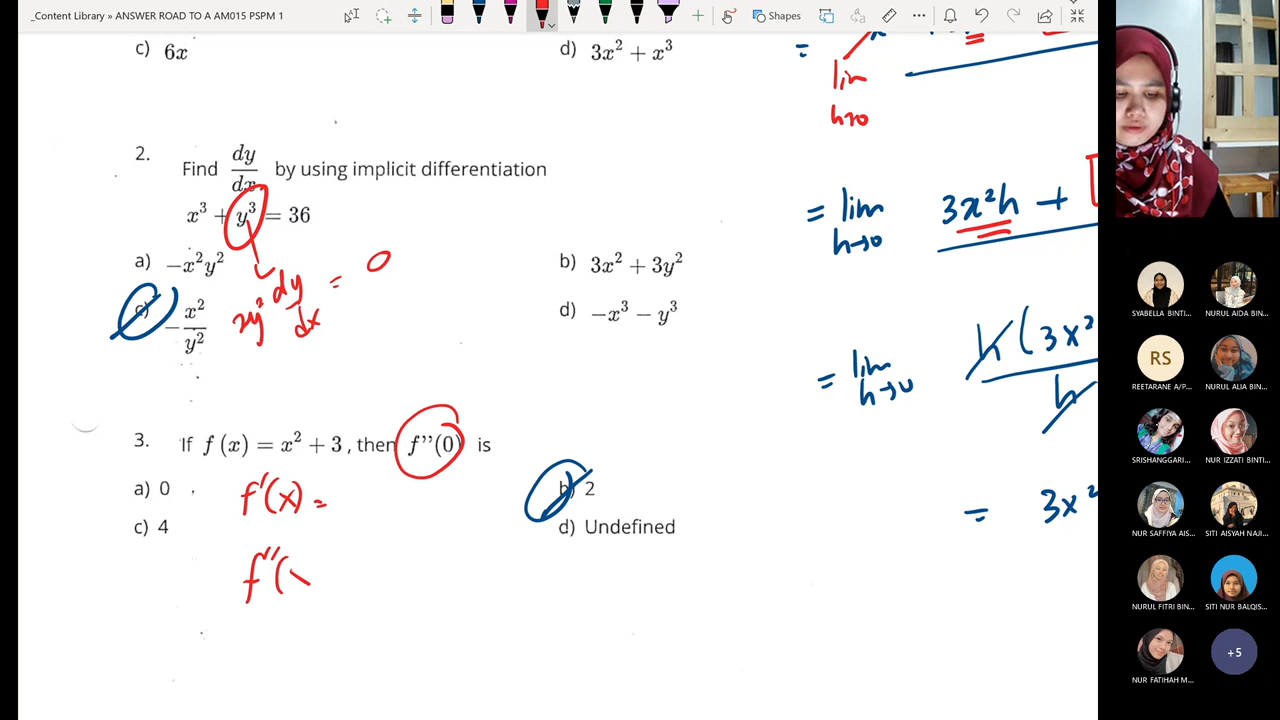 _Content Library » ANSWER ROAD TO A AM015 PSPM 1
Shapes
c) 6x
d) 3x² + x³
=
lim
h→0
2.
Find dy/dx by using implicit differentiation
x³ + y³ = 36
a) −x²y²
b) 3x² + 3y²
c) −x²/y²
d) −x³ − y³
dy/dx = 0
= lim h→0 3x²h +
= lim h→0 h(3x² / h
= 3x²
3. If f (x) = x² + 3 , then f’’(0) is
a) 0
b) 2
c) 4
d) Undefined
f'(x) =
f''(
SYABELLA BINTI...
NURUL AIDA BIN...
RS
REETARANE A/P...
NURUL ALIA BIN...
SRISHANGGARI...
NUR IZZATI BINTI...
NUR SAFFIYA AIS...
SITI AISYAH NAJI...
NURUL FITRI BIN...
SITI NUR BALQIS...
NUR FATIHAH M...
+5